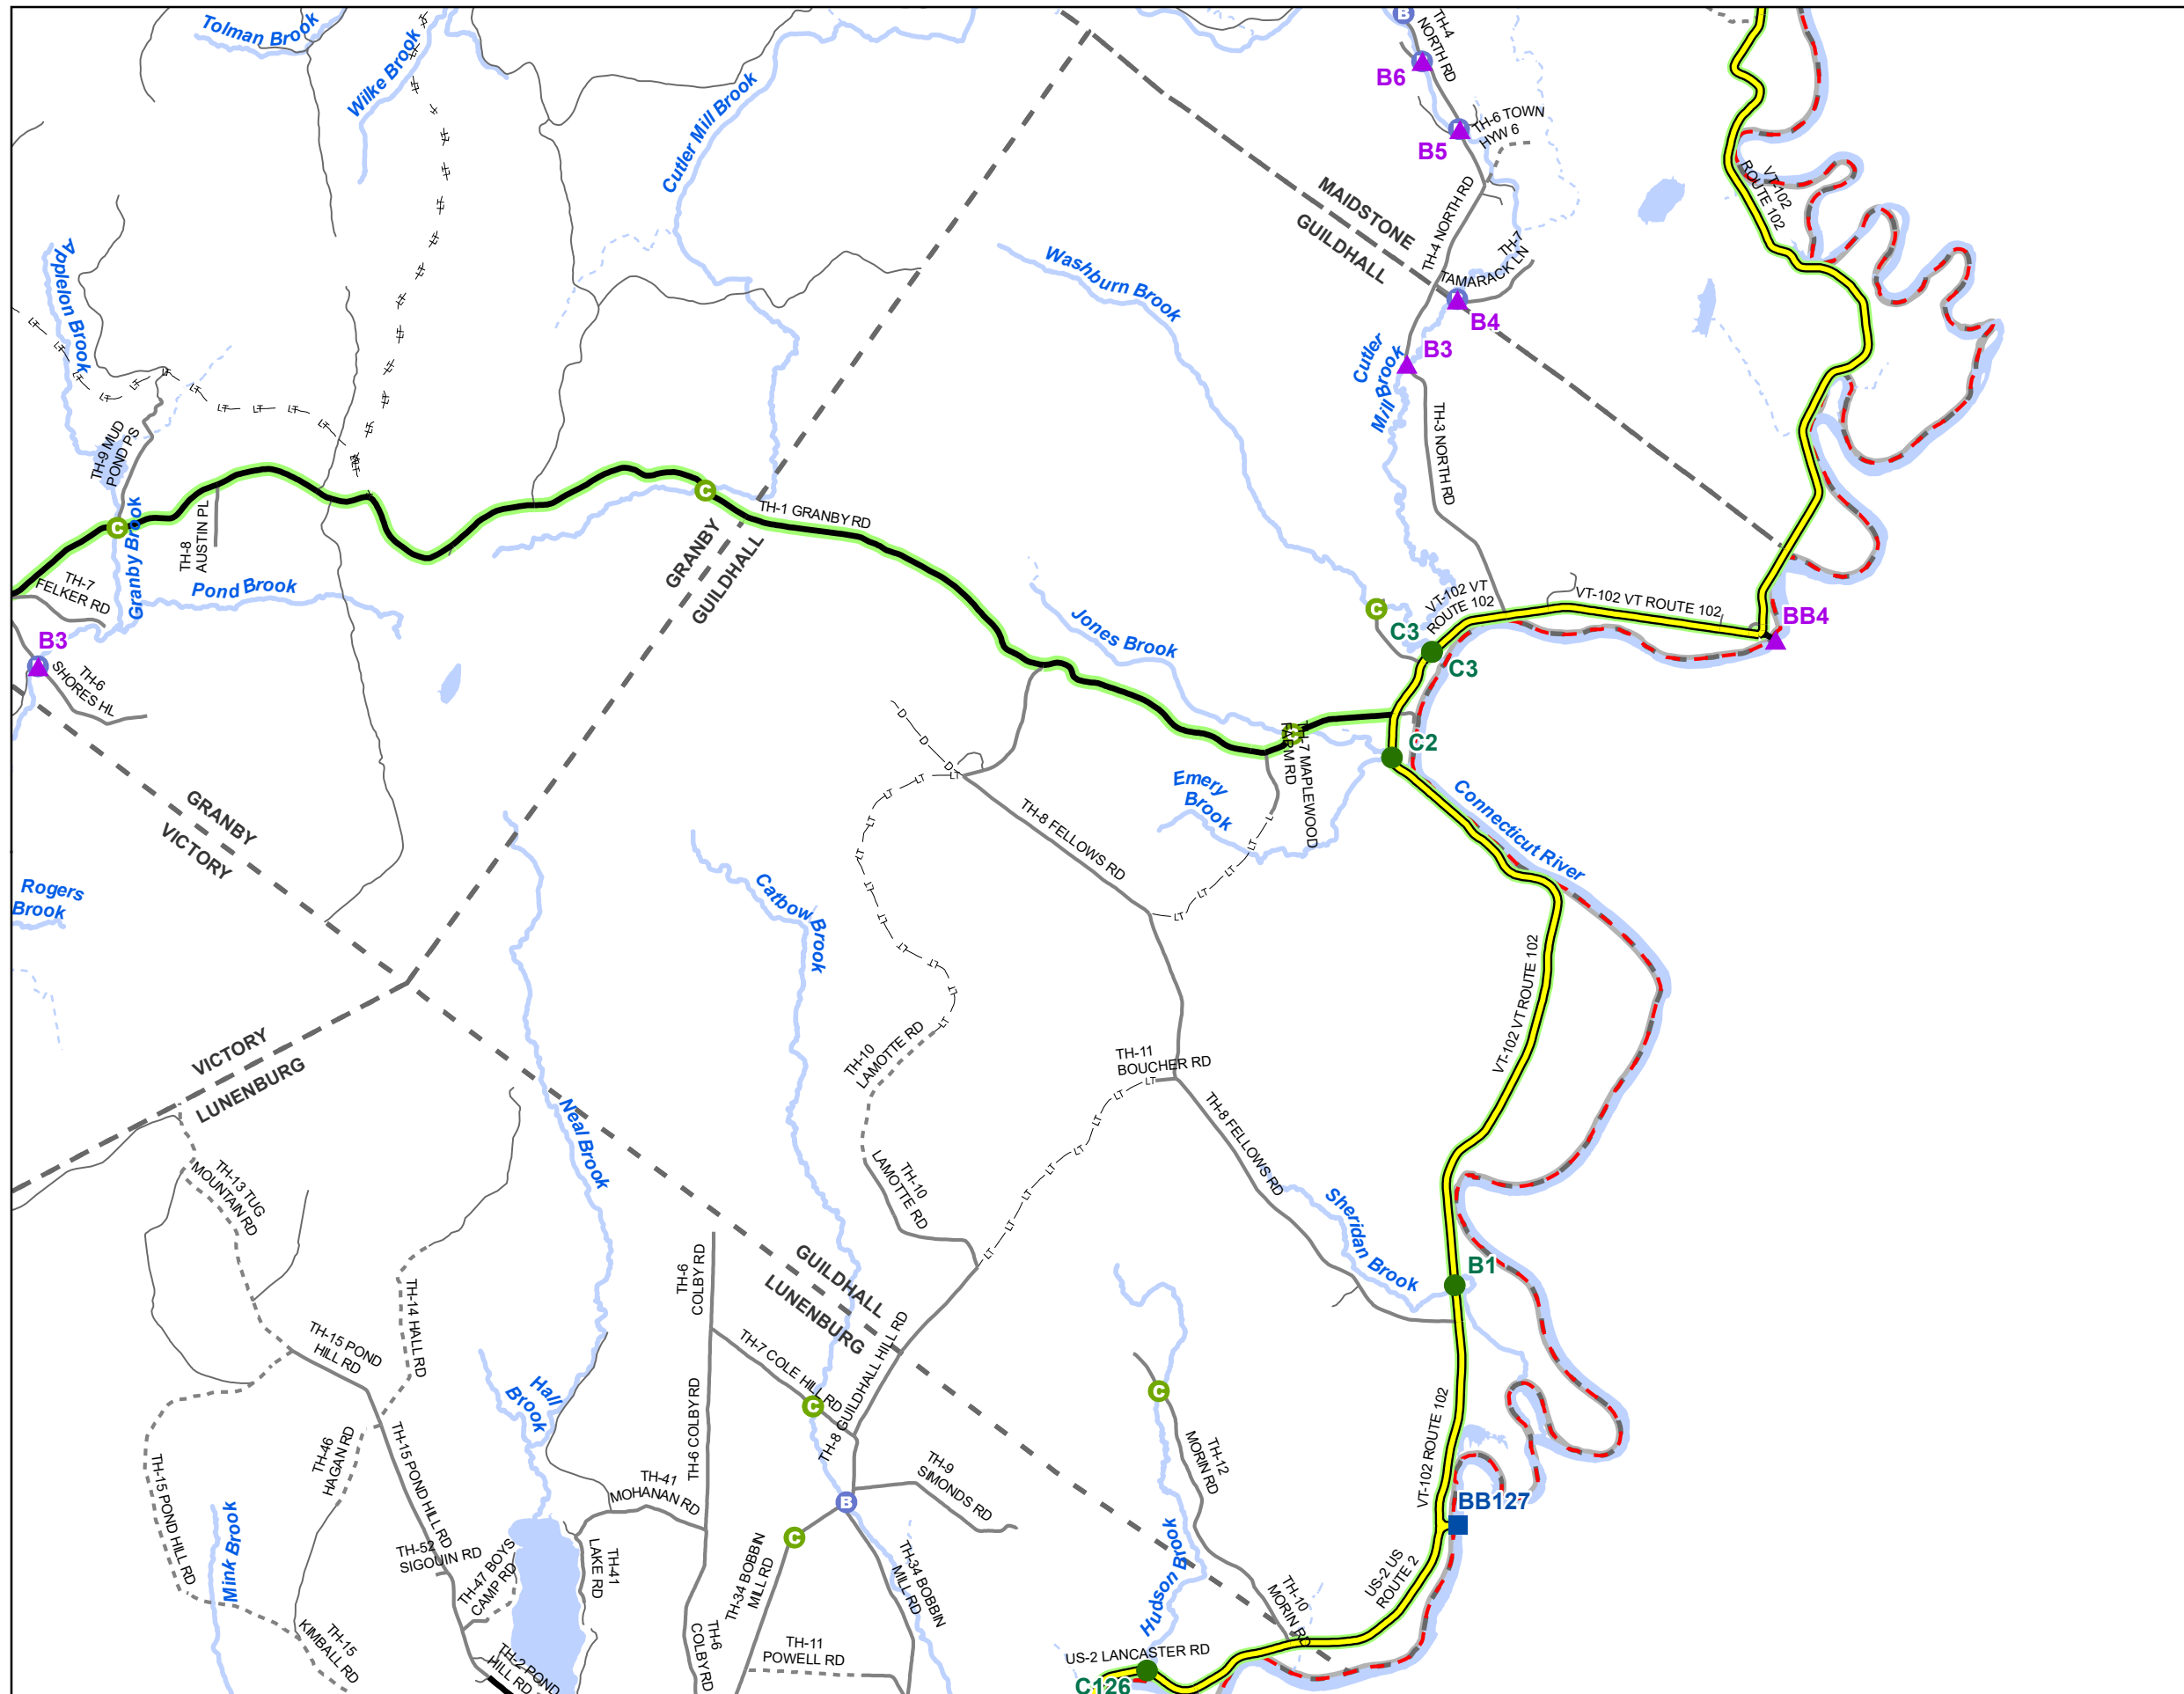 Tolman Brook
Wilke Brook
Cutler Mill Brook
B
TH-4
NORTH RD
B6
B5
TH-6 TOWN
HYW 6
MAIDSTONE
GUILDHALL
TH-4 NORTH RD
TH-7
TAMARACK LN
B4
B3
VT-102
ROUTE 102
Applelon Brook
Washburn Brook
Cutler
Mill Brook
TH-3 NORTH RD
TH-9 MUD
POND PS
C
Granby Brook
TH-8
AUSTIN PL
C
TH-1 GRANBY RD
GRANBY
GUILDHALL
TH-7
FELKER RD
Pond Brook
B3
TH-6
SHORES HL
Jones Brook
C
C3
C3
VT-102 VT
ROUTE 102
VT-102 VT ROUTE 102
BB4
C
TH-7 MAPLEWOOD
FARM RD
C2
Emery
Brook
Connecticut River
GRANBY
VICTORY
TH-8 FELLOWS RD
Rogers
Brook
Catbow Brook
VT-102 VT ROUTE 102
VICTORY
LUNENBURG
TH-10
LAMOTTE RD
TH-11
BOUCHER RD
Neal Brook
TH-8 FELLOWS RD
TH-10
LAMOTTE RD
TH-13 TUG
MOUNTAIN RD
Sheridan Brook
GUILDHALL
LUNENBURG
B1
TH-6
COLBY RD
TH-14 HALL RD
TH-15 POND
HILL RD
TH-7 COLE HILL RD
TH-8 GUILDHALL HILL RD
Hall
Brook
C
C
TH-6 COLBY RD
VT-102 ROUTE 102
TH-46
HAGAN RD
TH-15 POND HILL RD
TH-15 POND HILL RD
TH-41
MOHANAN RD
TH-9
SIMONDS RD
TH-12
MORIN RD
B
BB127
C
Mink Brook
TH-52
SIGOUIN RD
TH-47 BOYS
CAMP RD
TH-41
LAKE RD
TH-34 BOBBIN
MILL RD
TH-34 BOBBIN
MILL RD
Hudson Brook
US-2 US
ROUTE 2
TH-10
MORIN RD
TH-15
KIMBALL RD
TH-2 POND
HILL RD
TH-6
COLBY RD
TH-11
POWELL RD
US-2 LANCASTER RD
C126